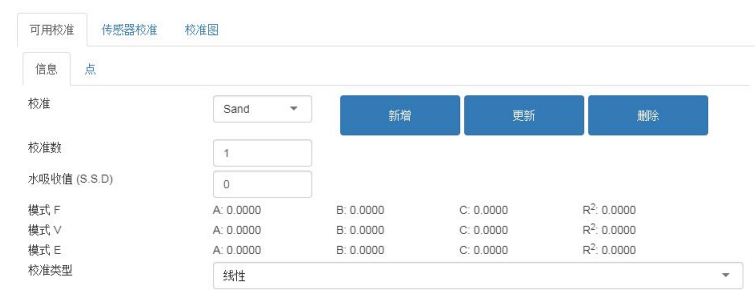 可用校准 传感器校准 校准图
信息 点
校准 Sand 新增 更新 删除
校准数 1
水吸收值 (S.S.D) 0
模式 F A: 0.0000 B: 0.0000 C: 0.0000 R²: 0.0000
模式 V A: 0.0000 B: 0.0000 C: 0.0000 R²: 0.0000
模式 E A: 0.0000 B: 0.0000 C: 0.0000 R²: 0.0000
校准类型 线性